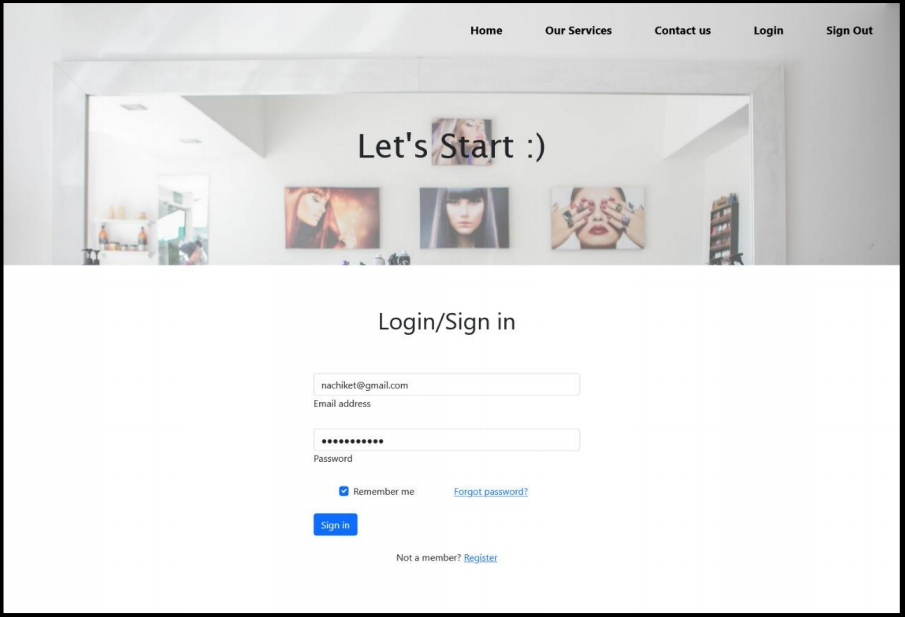 Home Our Services Contact us Login Sign Out
Let's Start :)
Login/Sign in
nachiket@gmail.com
Email address
•••••••••••
Password
Remember me Forgot password?
Sign in
Not a member? Register